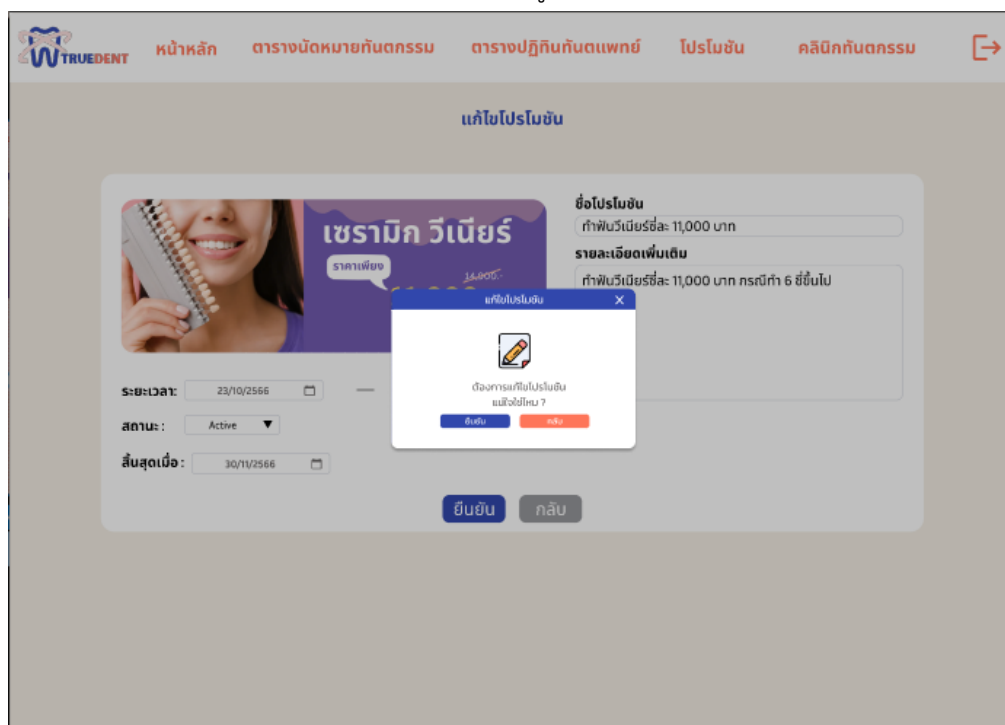 TRUEDENT หน้าหลัก ตารางนัดหมายทันตกรรม ตารางปฏิทินทันตแพทย์ โปรโมชัน คลินิกทันตกรรม
แก้ไขโปรโมชัน
เซรามิก วีเนียร์
ราคาเพียง
14,900.-
ชื่อโปรโมชัน
ทำฟันวีเนียร์ซี่ละ 11,000 บาท
รายละเอียดเพิ่มเติม
ทำฟันวีเนียร์ซี่ละ 11,000 บาท กรณีทำ 6 ซี่ขึ้นไป
แก้ไขโปรโมชัน X
ต้องการแก้ไขโปรโมชัน
แน่ใจใช่ไหม ?
ยืนยัน กลับ
ระยะเวลา: 23/10/2566 —
สถานะ : Active
สิ้นสุดเมื่อ : 30/11/2566
ยืนยัน กลับ